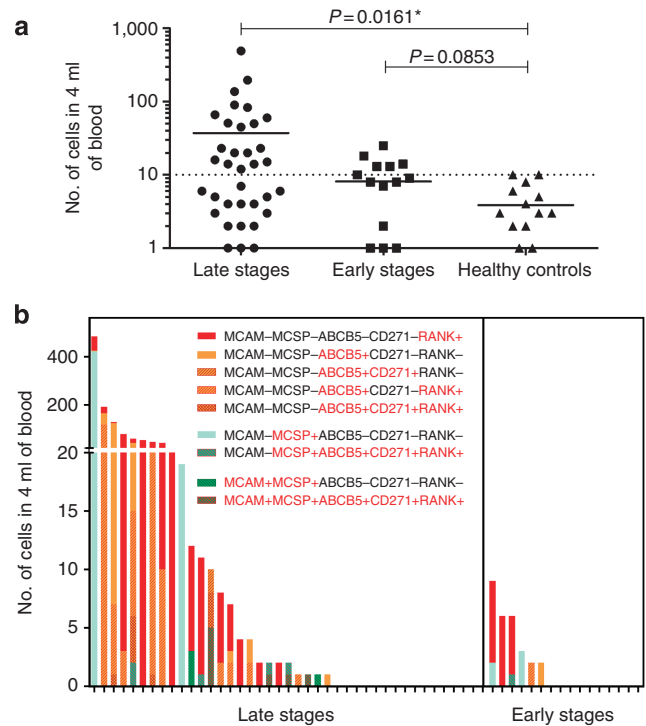 a
P=0.0161*
P=0.0853
No. of cells in 4 ml
of blood
1,000
100
10
1
Late stages
Early stages
Healthy controls
b
No. of cells in 4 ml of blood
400
200
20
15
10
5
0
MCAM–MCSP–ABCB5–CD271–RANK+
MCAM–MCSP–ABCB5+CD271–RANK–
MCAM–MCSP–ABCB5+CD271+RANK–
MCAM–MCSP–ABCB5+CD271–RANK+
MCAM–MCSP–ABCB5+CD271+RANK+
MCAM–MCSP+ABCB5–CD271–RANK–
MCAM–MCSP+ABCB5+CD271+RANK+
MCAM+MCSP+ABCB5–CD271–RANK–
MCAM+MCSP+ABCB5+CD271+RANK+
Late stages
Early stages